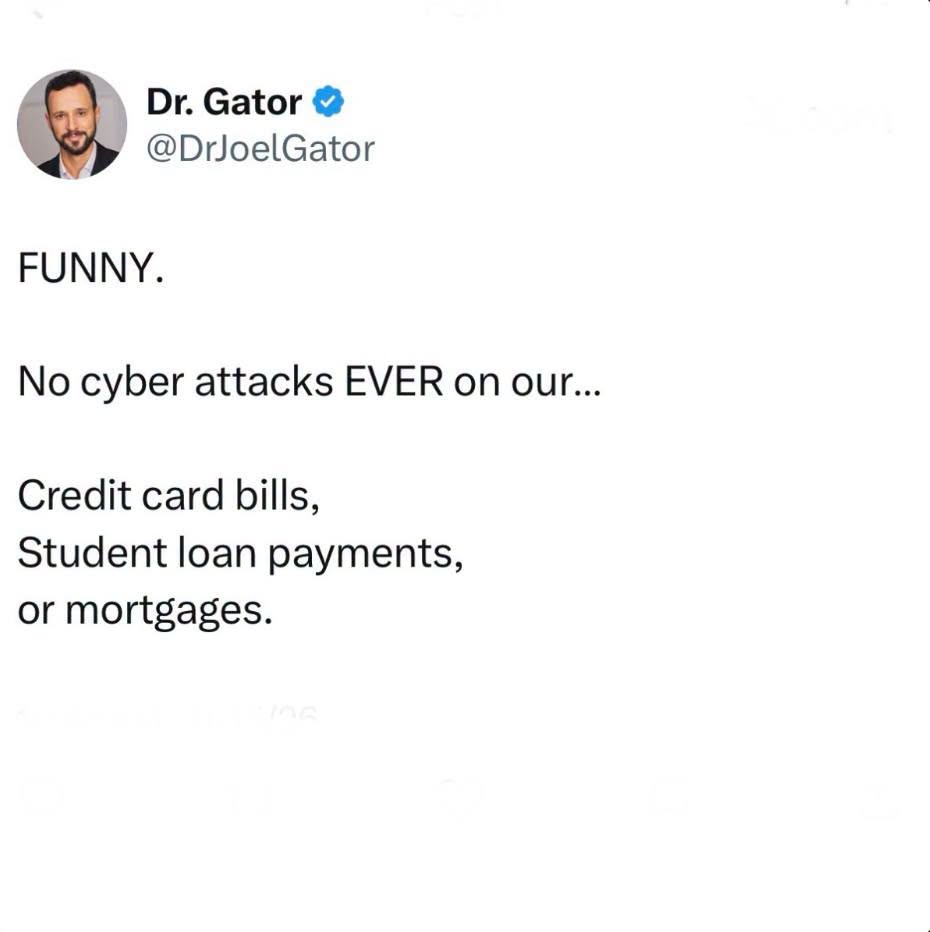 Dr. Gator
@DrJoelGator
FUNNY.
No cyber attacks EVER on our...
Credit card bills,
Student loan payments,
or mortgages.